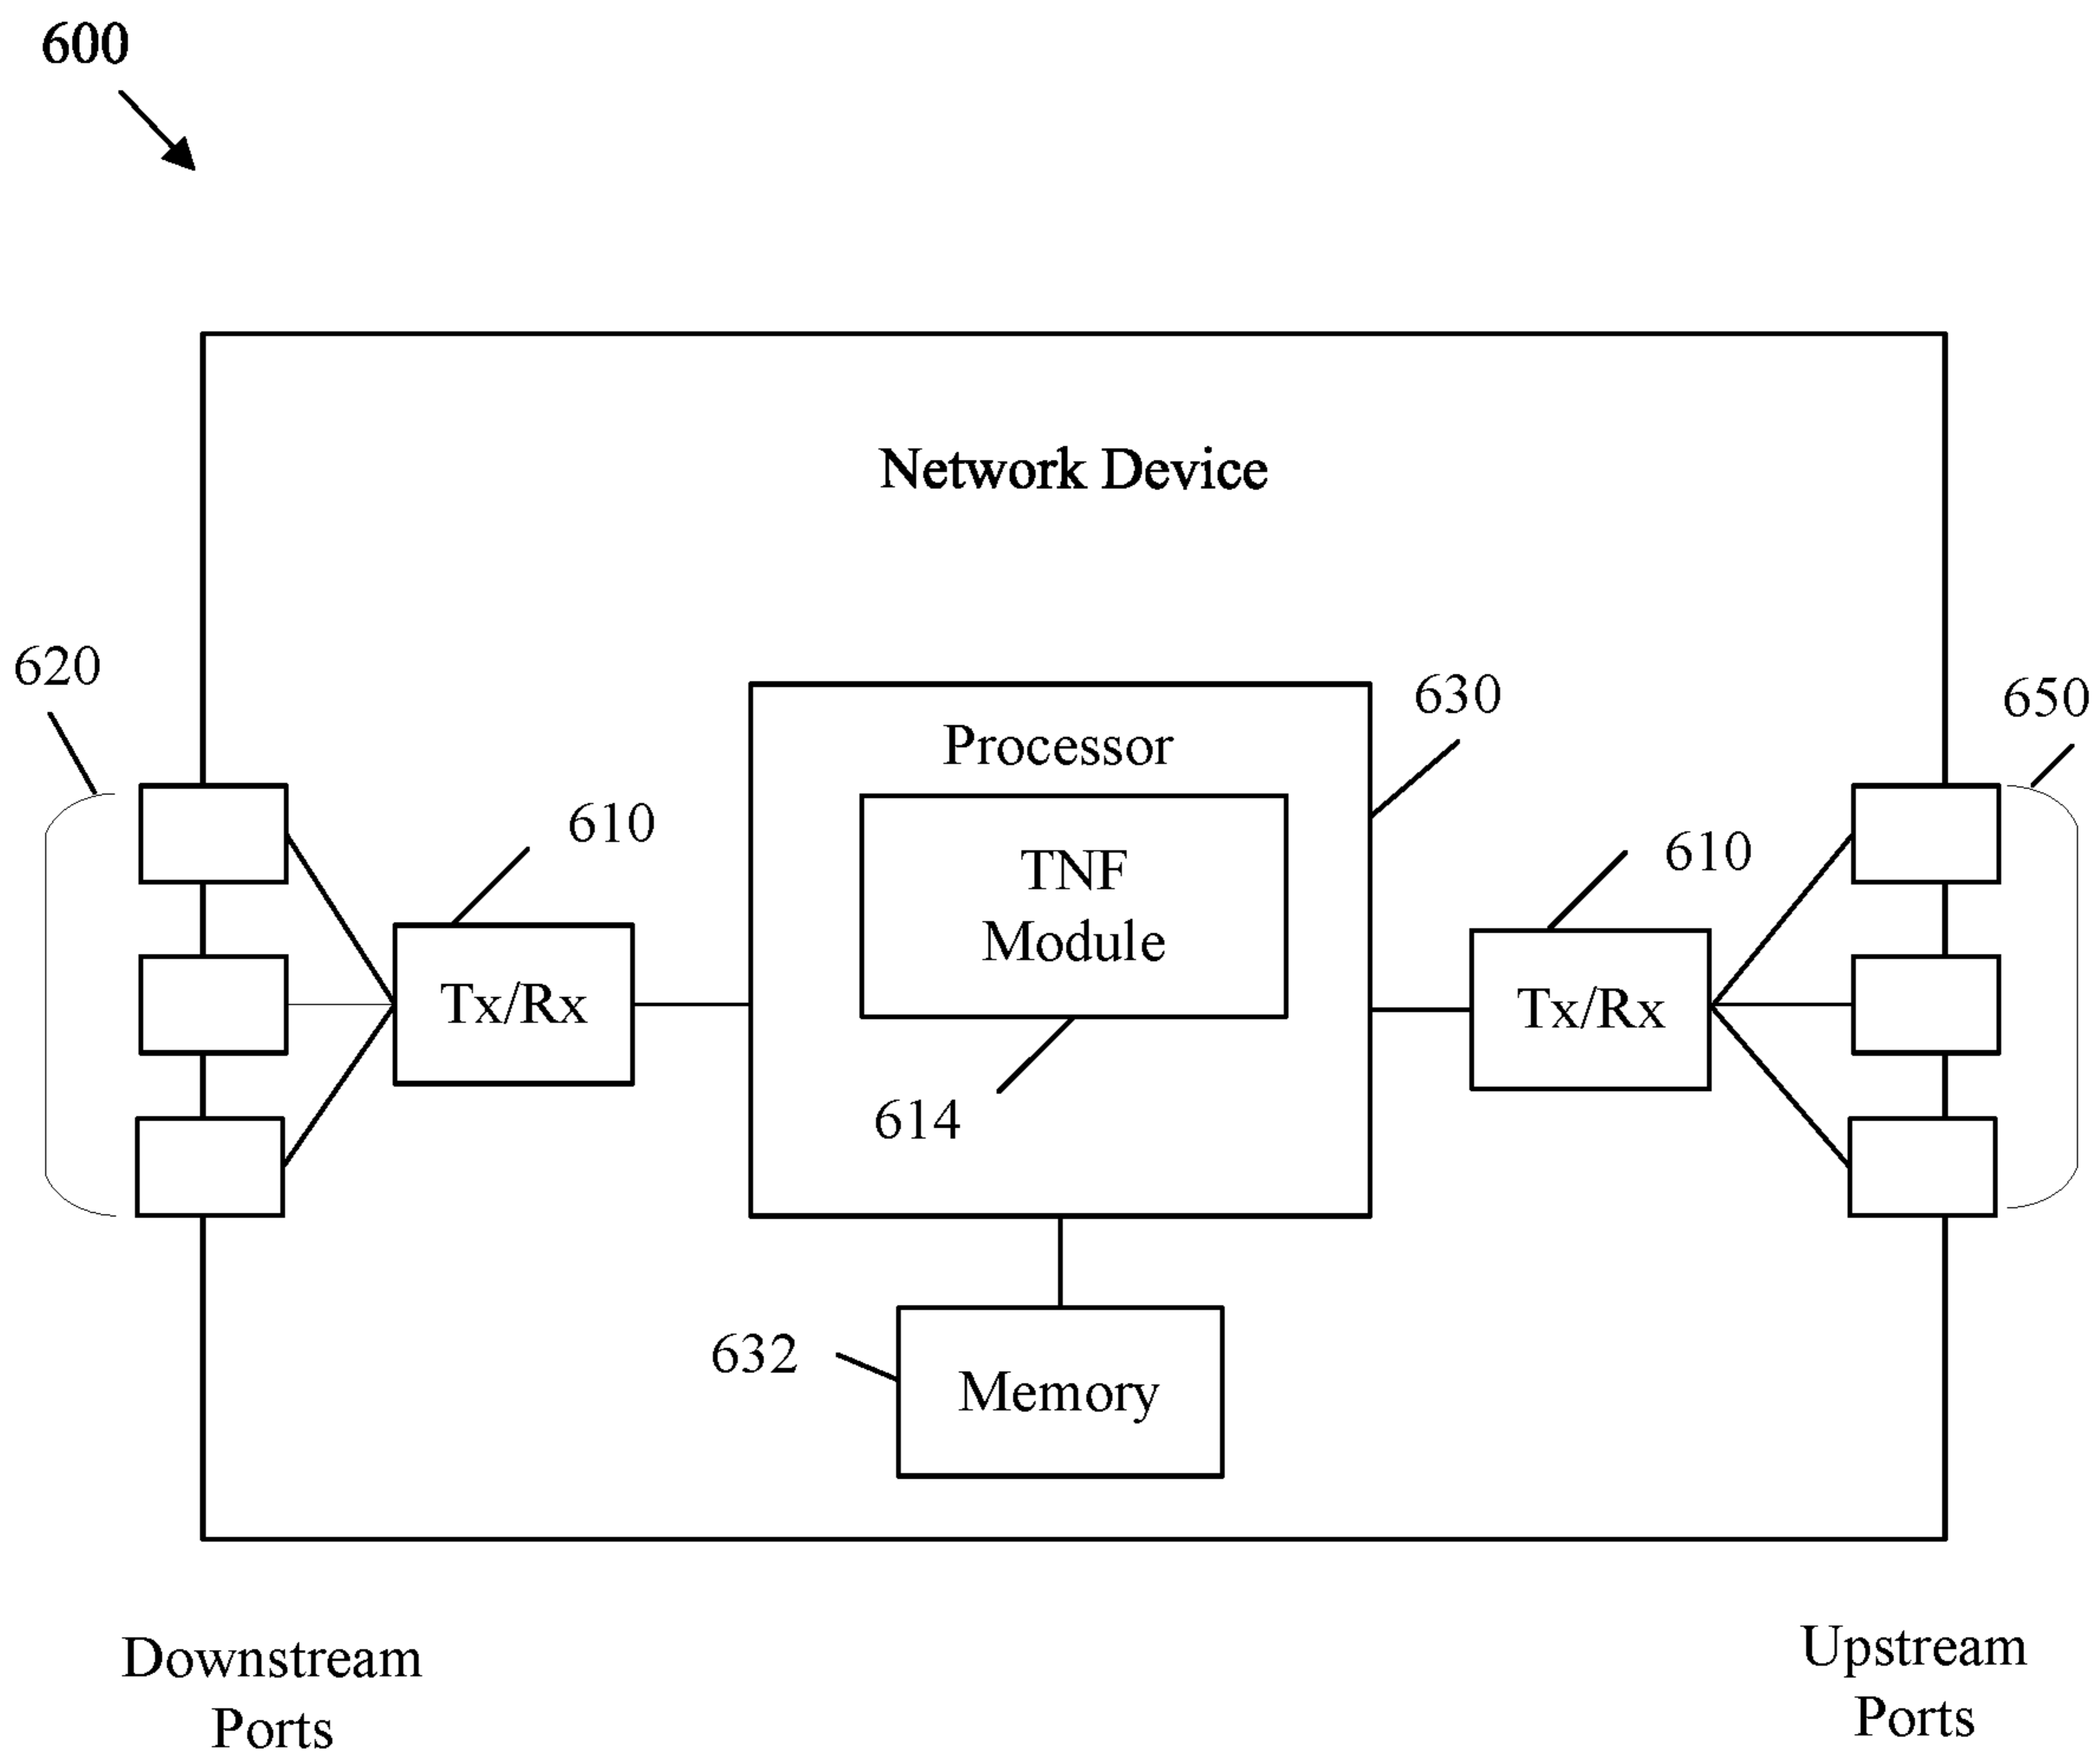 600
Network Device
620
630
650
Processor
610
610
TNF
Module
Tx/Rx
Tx/Rx
614
632
Memory
Downstream
Ports
Upstream
Ports